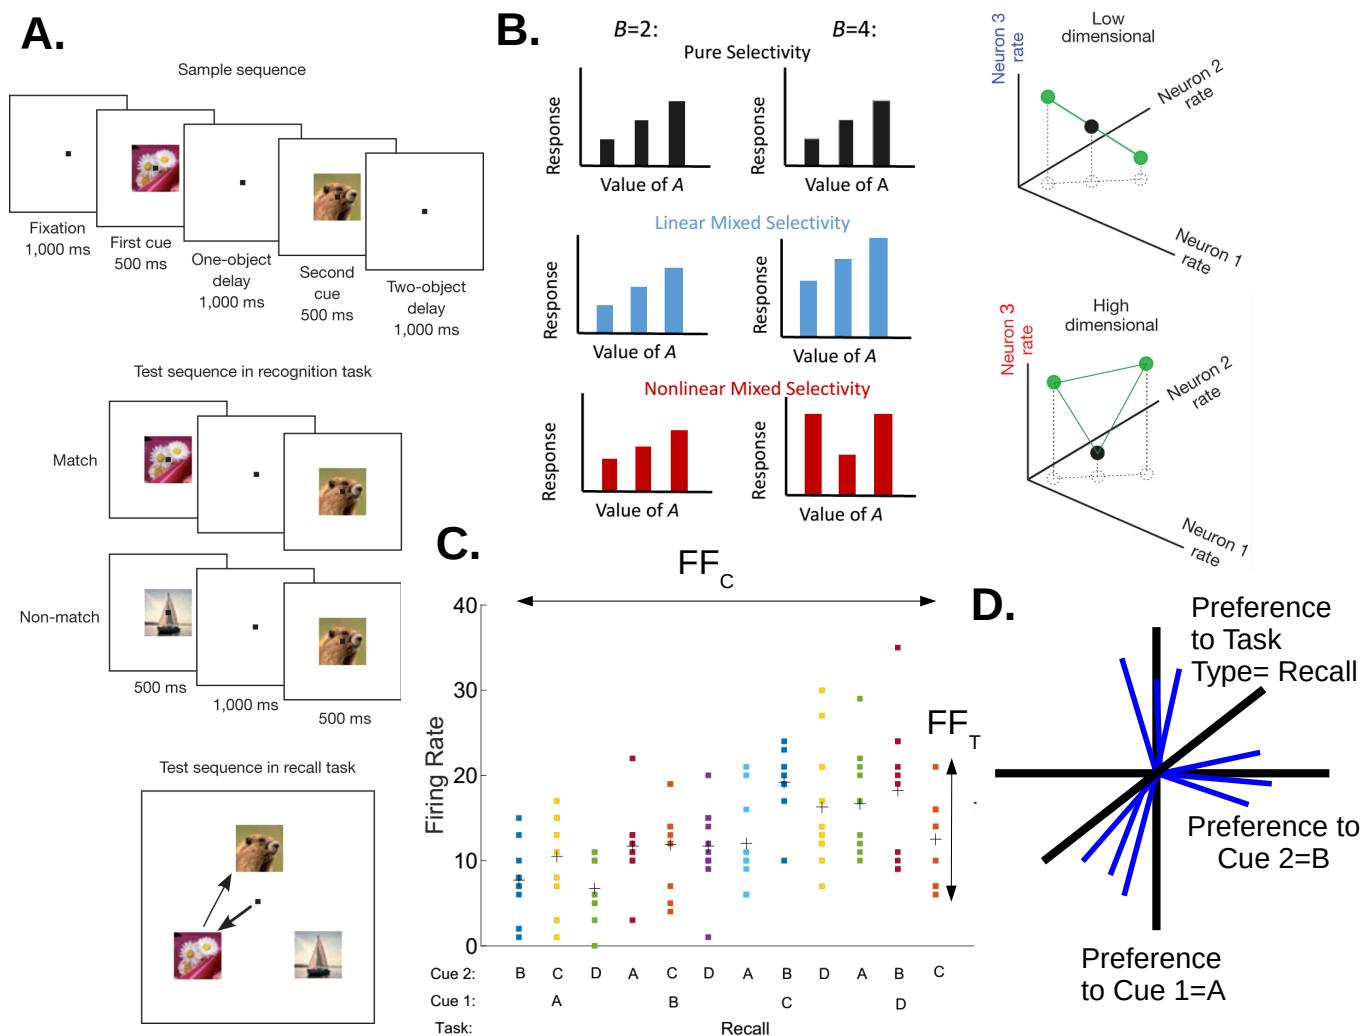 A.
Sample sequence
Fixation
1,000 ms
First cue
500 ms
One-object
delay
1,000 ms
Second
cue
500 ms
Two-object
delay
1,000 ms
Test sequence in recognition task
Match
Non-match
500 ms
1,000 ms
500 ms
Test sequence in recall task
B.
B=2:
B=4:
Pure Selectivity
Response
Value of A
Response
Value of A
Linear Mixed Selectivity
Response
Value of A
Response
Value of A
Nonlinear Mixed Selectivity
Response
Value of A
Response
Value of A
Low
dimensional
Neuron 3
rate
Neuron 2
rate
Neuron 1
rate
High
dimensional
Neuron 3
rate
Neuron 2
rate
Neuron 1
rate
C.
FF C
FF T
Firing Rate
40
30
20
10
0
Cue 2: B C D A C D A B D A B C
Cue 1: A B C D
Task: Recall
D.
Preference
to Task
Type= Recall
Preference to
Cue 2=B
Preference
to Cue 1=A